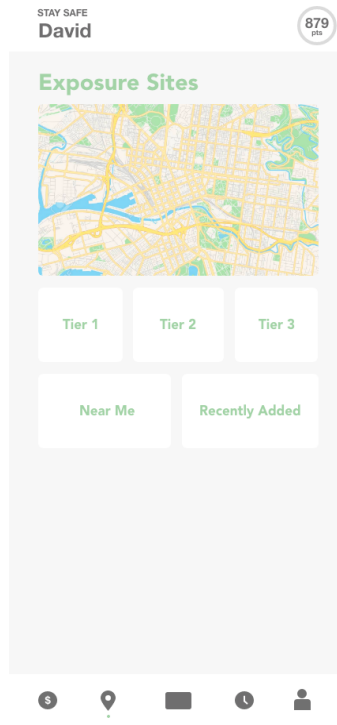 STAY SAFE
David
879
pts
Exposure Sites
Tier 1
Tier 2
Tier 3
Near Me
Recently Added
$